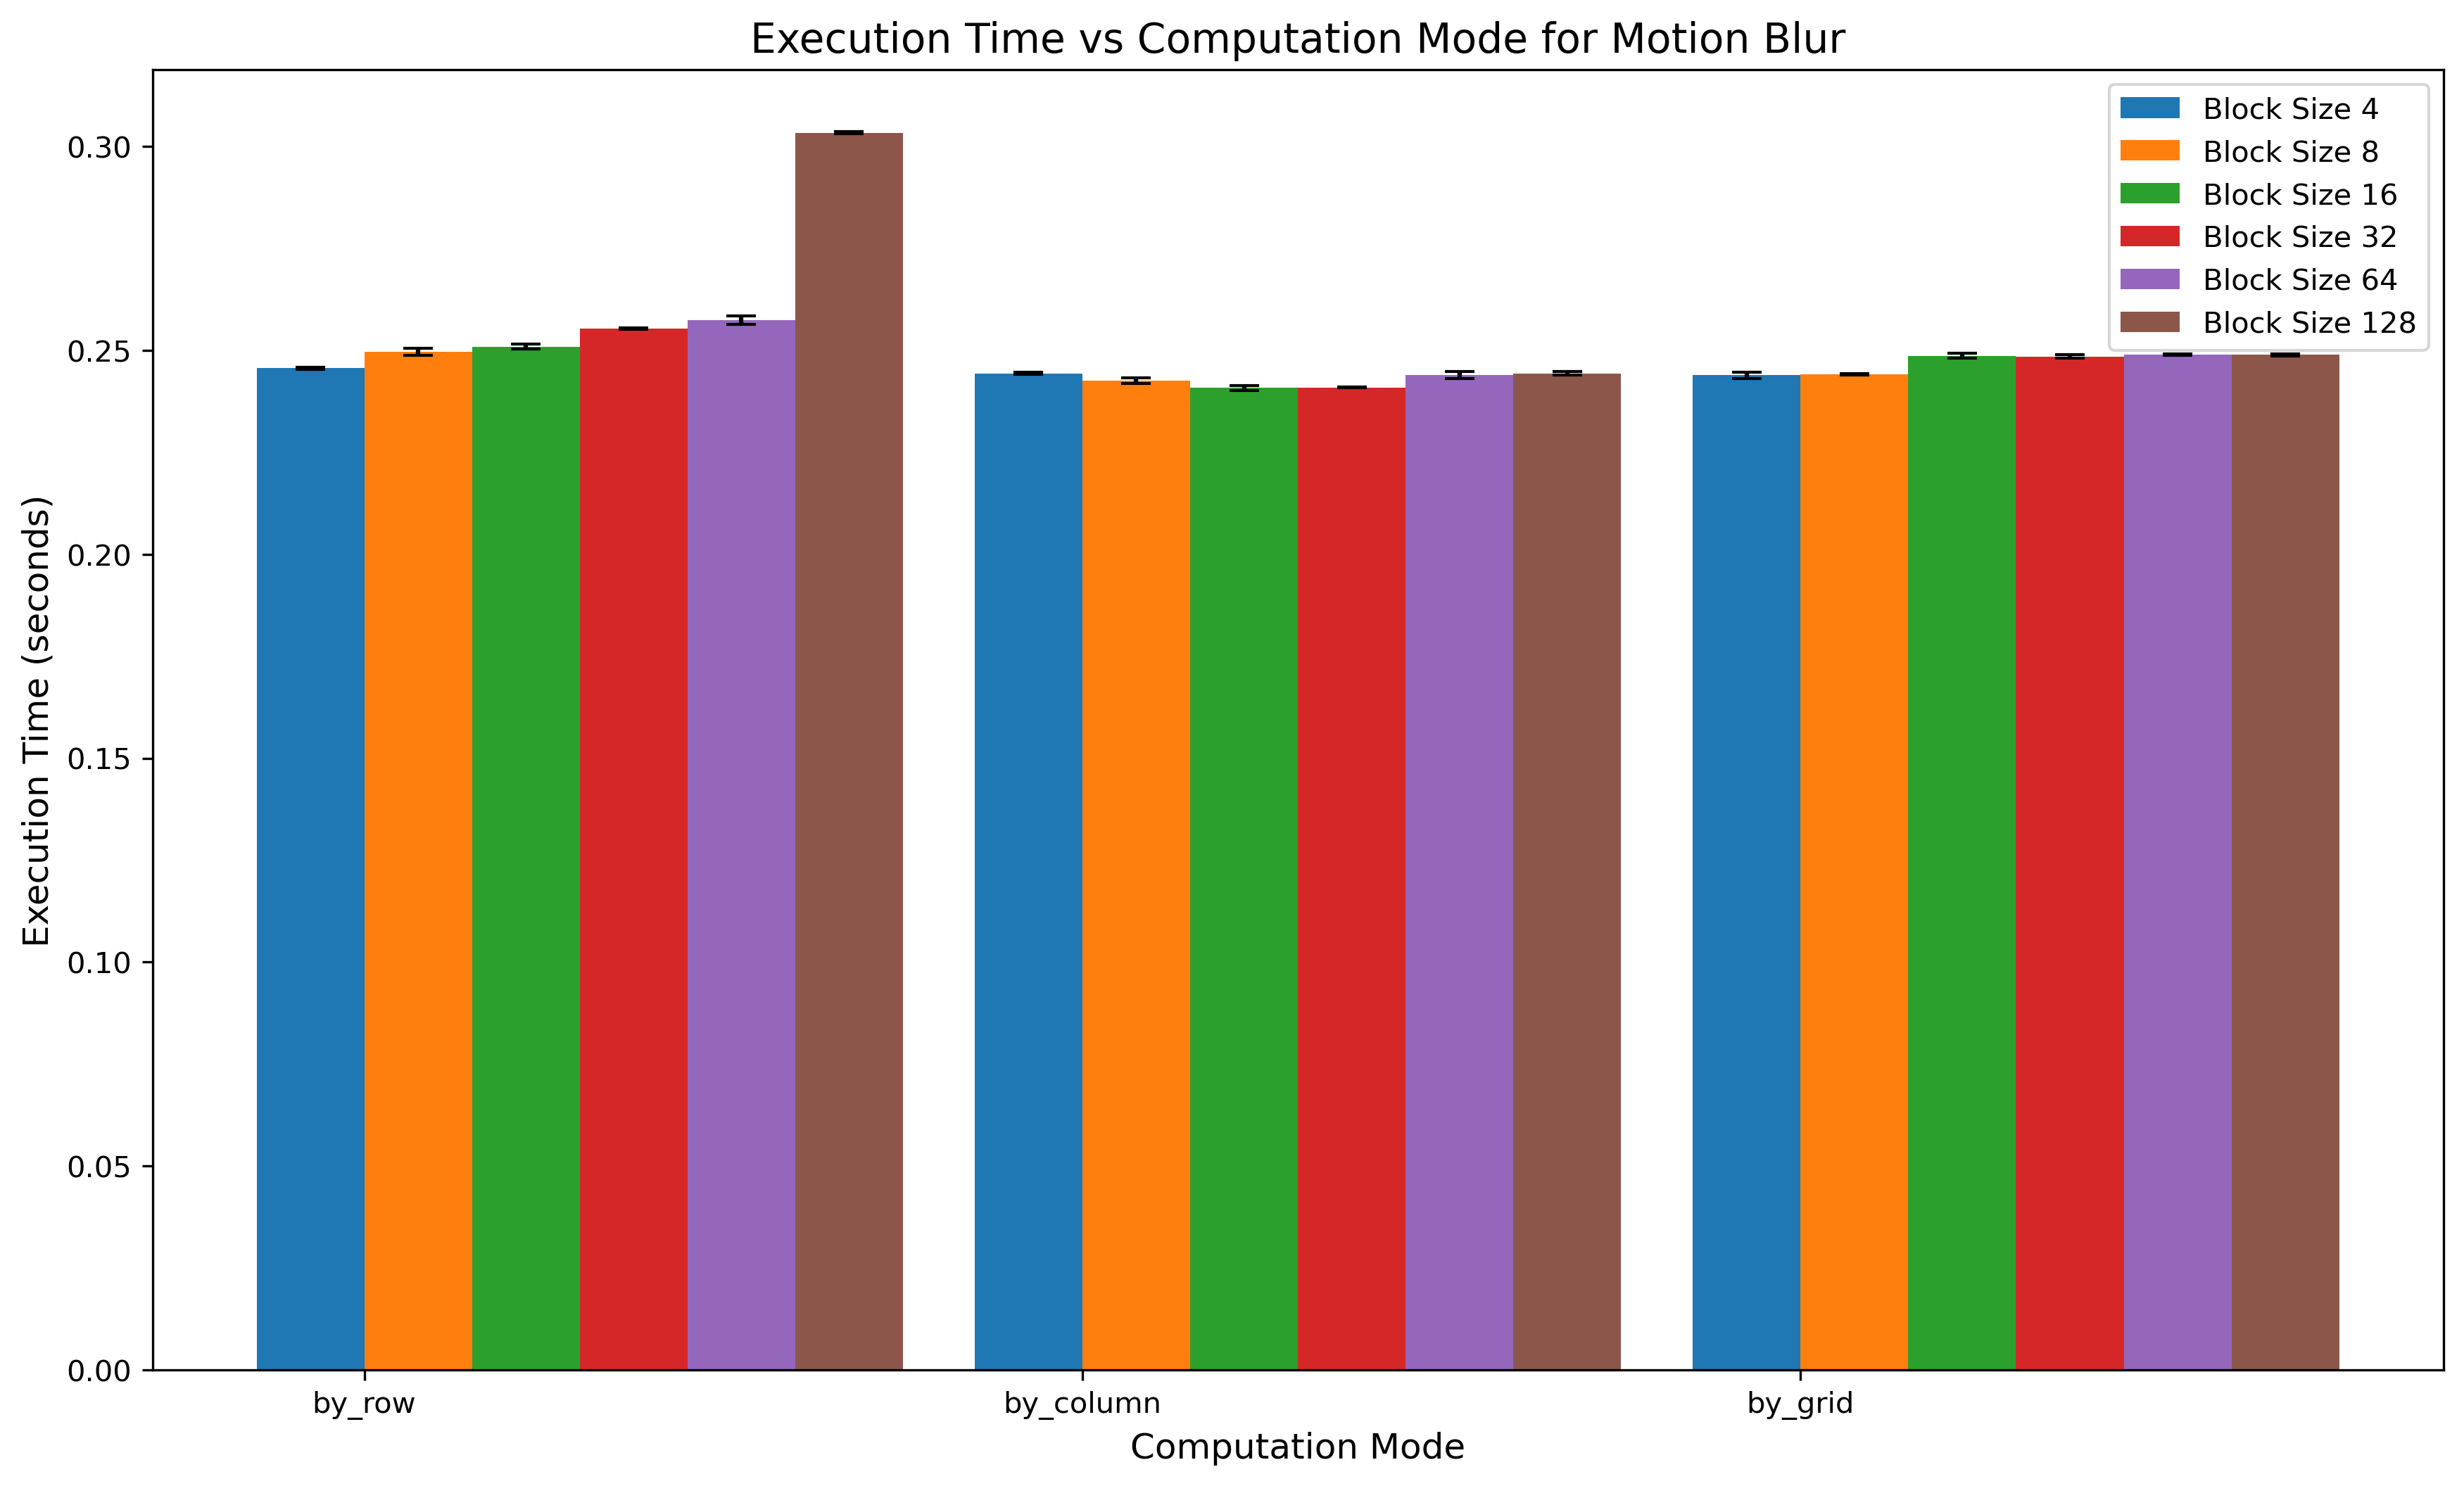 Execution Time vs Computation Mode for Motion Blur
Block Size 4
Block Size 8
Block Size 16
Block Size 32
Block Size 64
Block Size 128
Execution Time (seconds)
0.30
0.25
0.20
0.15
0.10
0.05
0.00
by_row
by_column
by_grid
Computation Mode